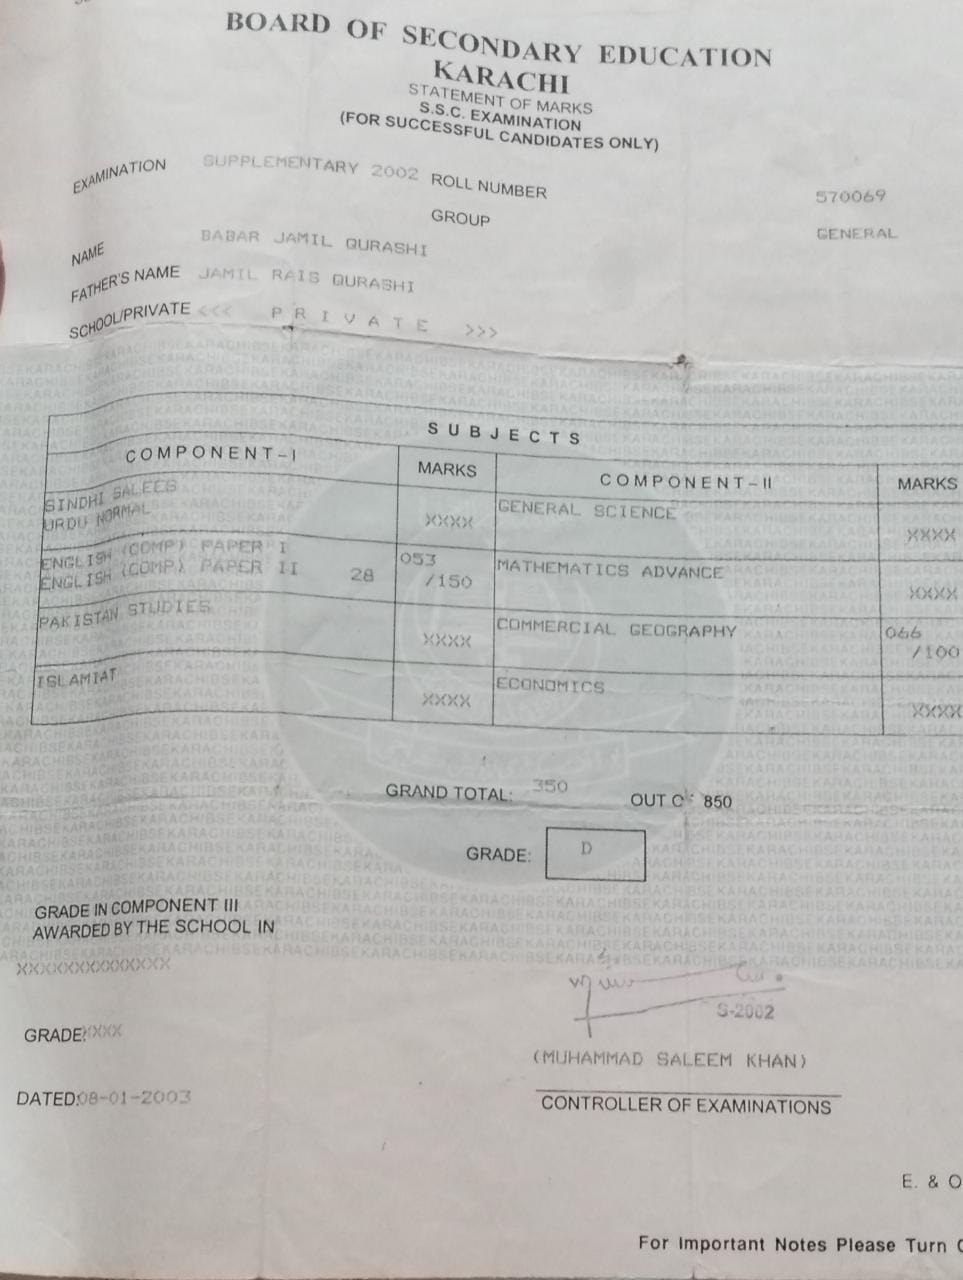 BOARD OF SECONDARY EDUCATION
KARACHI
STATEMENT OF MARKS
S.S.C. EXAMINATION
(FOR SUCCESSFUL CANDIDATES ONLY)
EXAMINATION SUPPLEMENTARY 2002 ROLL NUMBER 570069
GROUP GENERAL
NAME BABAR JAMIL QURASHI
FATHER'S NAME JAMIL RAIS QURASHI
SCHOOL/PRIVATE <<< P R I V A T E >>>
SUBJECTS
COMPONENT-I MARKS COMPONENT-II MARKS
SINDHI SALEES GENERAL SCIENCE
URDU NORMAL XXXX XXXX
ENGLISH (COMP) PAPER I 053 MATHEMATICS ADVANCE
ENGLISH (COMP) PAPER II 28 /150 XXXX
PAKISTAN STUDIES XXXX COMMERCIAL GEOGRAPHY 066 /100
ISLAMIAT XXXX ECONOMICS XXXX
GRAND TOTAL: 350 OUT OF 850
GRADE: D
GRADE IN COMPONENT III
AWARDED BY THE SCHOOL IN
XXXXXXXXXXXXXX
S-2002
GRADE:XXXX
(MUHAMMAD SALEEM KHAN)
DATED:08-01-2003
CONTROLLER OF EXAMINATIONS
E. & O
For Important Notes Please Turn